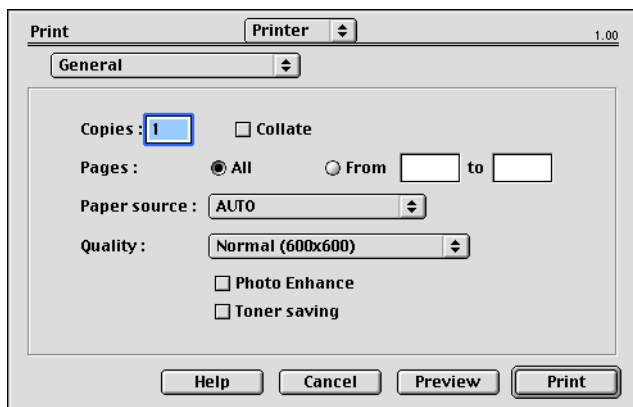 Print Printer 1.00
General
Copies : 1 Collate
Pages : All From to
Paper source : AUTO
Quality : Normal (600x600)
Photo Enhance
Toner saving
Help Cancel Preview Print